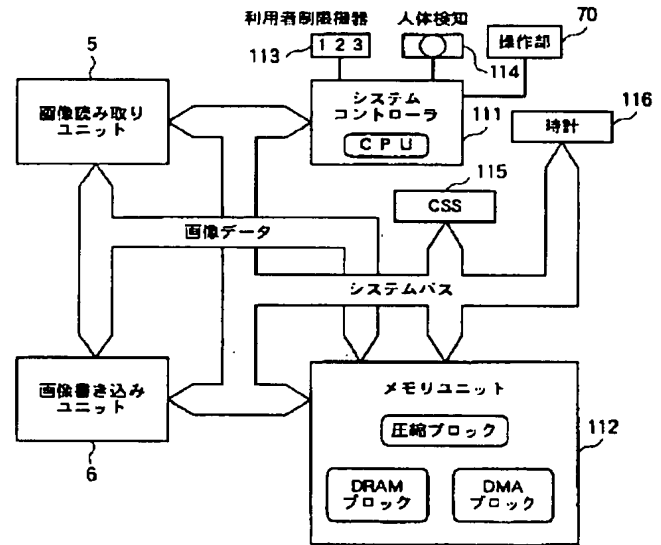 利用者制限機器
113
1 2 3
人体検知
114
操作部
70
5
画像読み取り
ユニット
システム
コントローラ
CPU
111
時計
116
115
CSS
画像データ
システムバス
画像書き込み
ユニット
6
メモリユニット
圧縮ブロック
112
DRAM
ブロック
DMA
ブロック